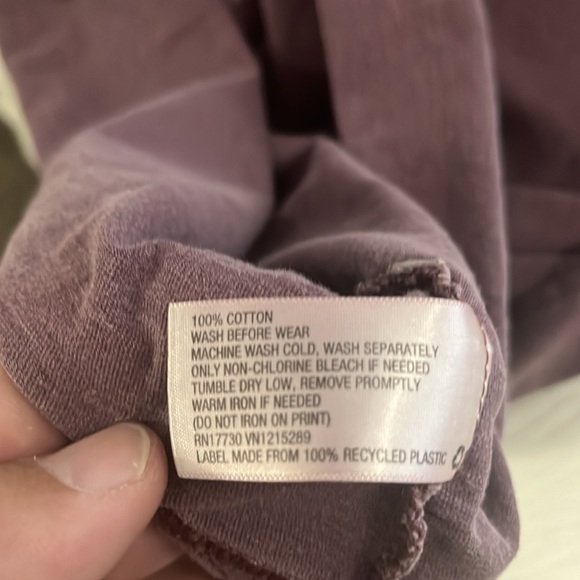 100% COTTON
WASH BEFORE WEAR
MACHINE WASH COLD, WASH SEPARATELY
ONLY NON-CHLORINE BLEACH IF NEEDED
TUMBLE DRY LOW, REMOVE PROMPTLY
WARM IRON IF NEEDED
(DO NOT IRON ON PRINT)
RN17730 VN1215289
LABEL MADE FROM 100% RECYCLED PLASTIC